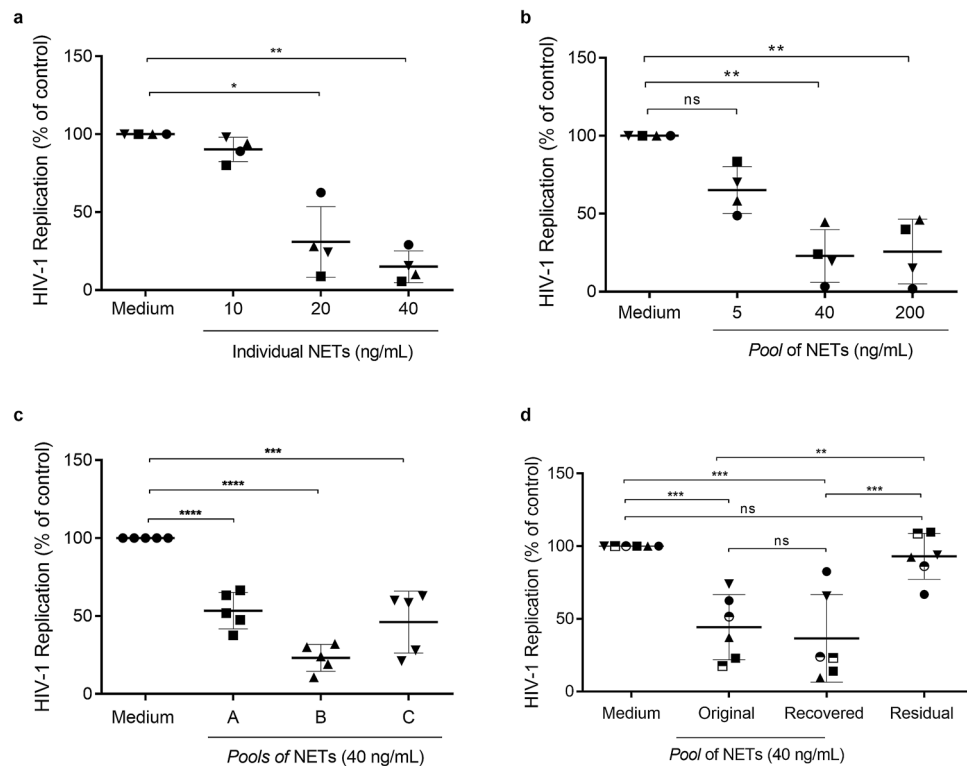 a
HIV-1 Replication (% of control)
150
100
50
0
**
*
Medium
10
20
40
Individual NETs (ng/mL)
b
HIV-1 Replication (% of control)
150
100
50
0
**
**
ns
Medium
5
40
200
Pool of NETs (ng/mL)
c
HIV-1 Replication (% of control)
150
100
50
0
***
****
****
Medium
A
B
C
Pools of NETs (40 ng/mL)
d
HIV-1 Replication (% of control)
150
100
50
0
**
***
***
***
ns
ns
Medium
Original
Recovered
Residual
Pool of NETs (40 ng/mL)